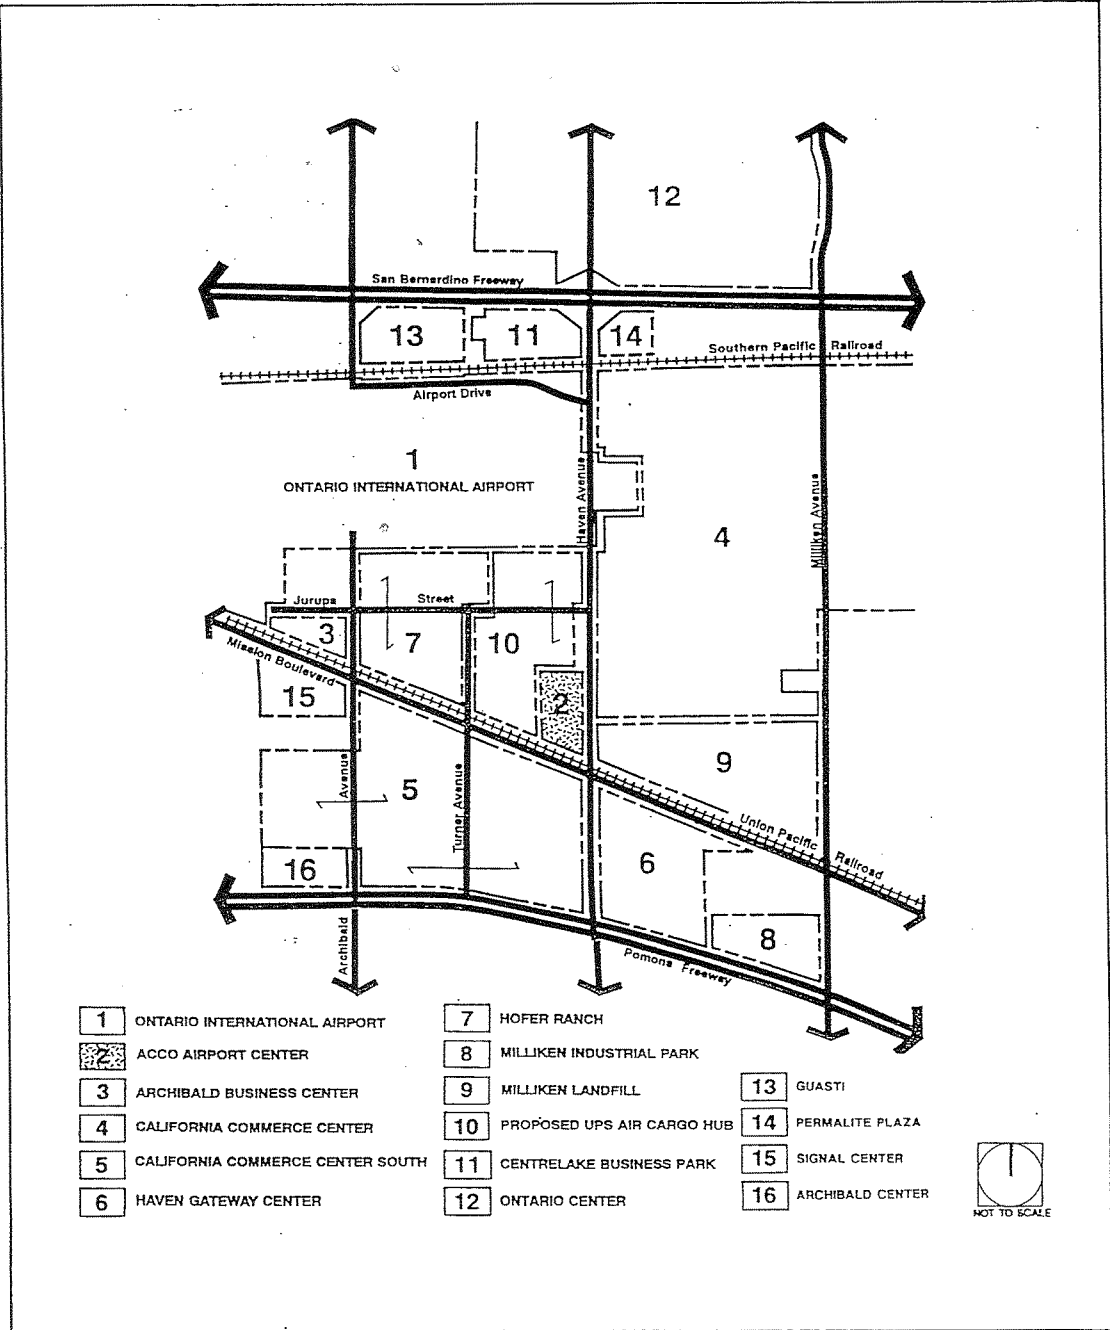 12
San Bernardino Freeway
13
11
14
Southern Pacific Railroad
Airport Drive
1
ONTARIO INTERNATIONAL AIRPORT
Haven Avenue
4
Milliken Avenue
Jurupa Street
3
7
10
Mission Boulevard
15
2
9
Avenue
5
Turner Avenue
Union Pacific Railroad
16
6
8
Archibald
Pomona Freeway
1 ONTARIO INTERNATIONAL AIRPORT
2 ACCO AIRPORT CENTER
3 ARCHIBALD BUSINESS CENTER
4 CALIFORNIA COMMERCE CENTER
5 CALIFORNIA COMMERCE CENTER SOUTH
6 HAVEN GATEWAY CENTER
7 HOFER RANCH
8 MILLIKEN INDUSTRIAL PARK
9 MILLIKEN LANDFILL
10 PROPOSED UPS AIR CARGO HUB
11 CENTRELAKE BUSINESS PARK
12 ONTARIO CENTER
13 GUASTI
14 PERMALITE PLAZA
15 SIGNAL CENTER
16 ARCHIBALD CENTER
NOT TO SCALE